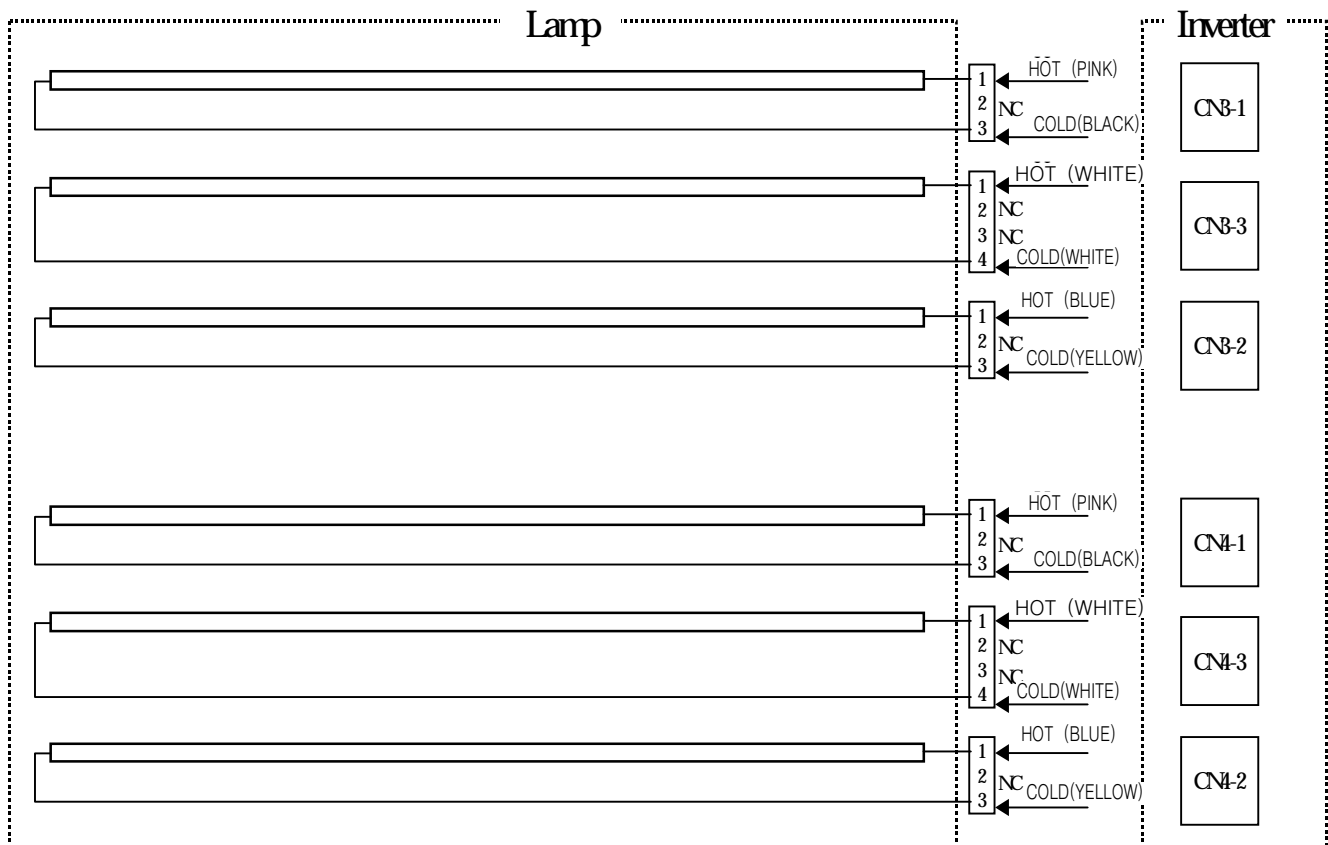 Lamp Inverter
1 HOT (PINK)
2 NC
3 COLD(BLACK)
CN3-1
1 HOT (WHITE)
2 NC
3 NC
4 COLD(WHITE)
CN3-3
1 HOT (BLUE)
2 NC
3 COLD(YELLOW)
CN3-2
1 HOT (PINK)
2 NC
3 COLD(BLACK)
CN4-1
1 HOT (WHITE)
2 NC
3 NC
4 COLD(WHITE)
CN4-3
1 HOT (BLUE)
2 NC
3 COLD(YELLOW)
CN4-2